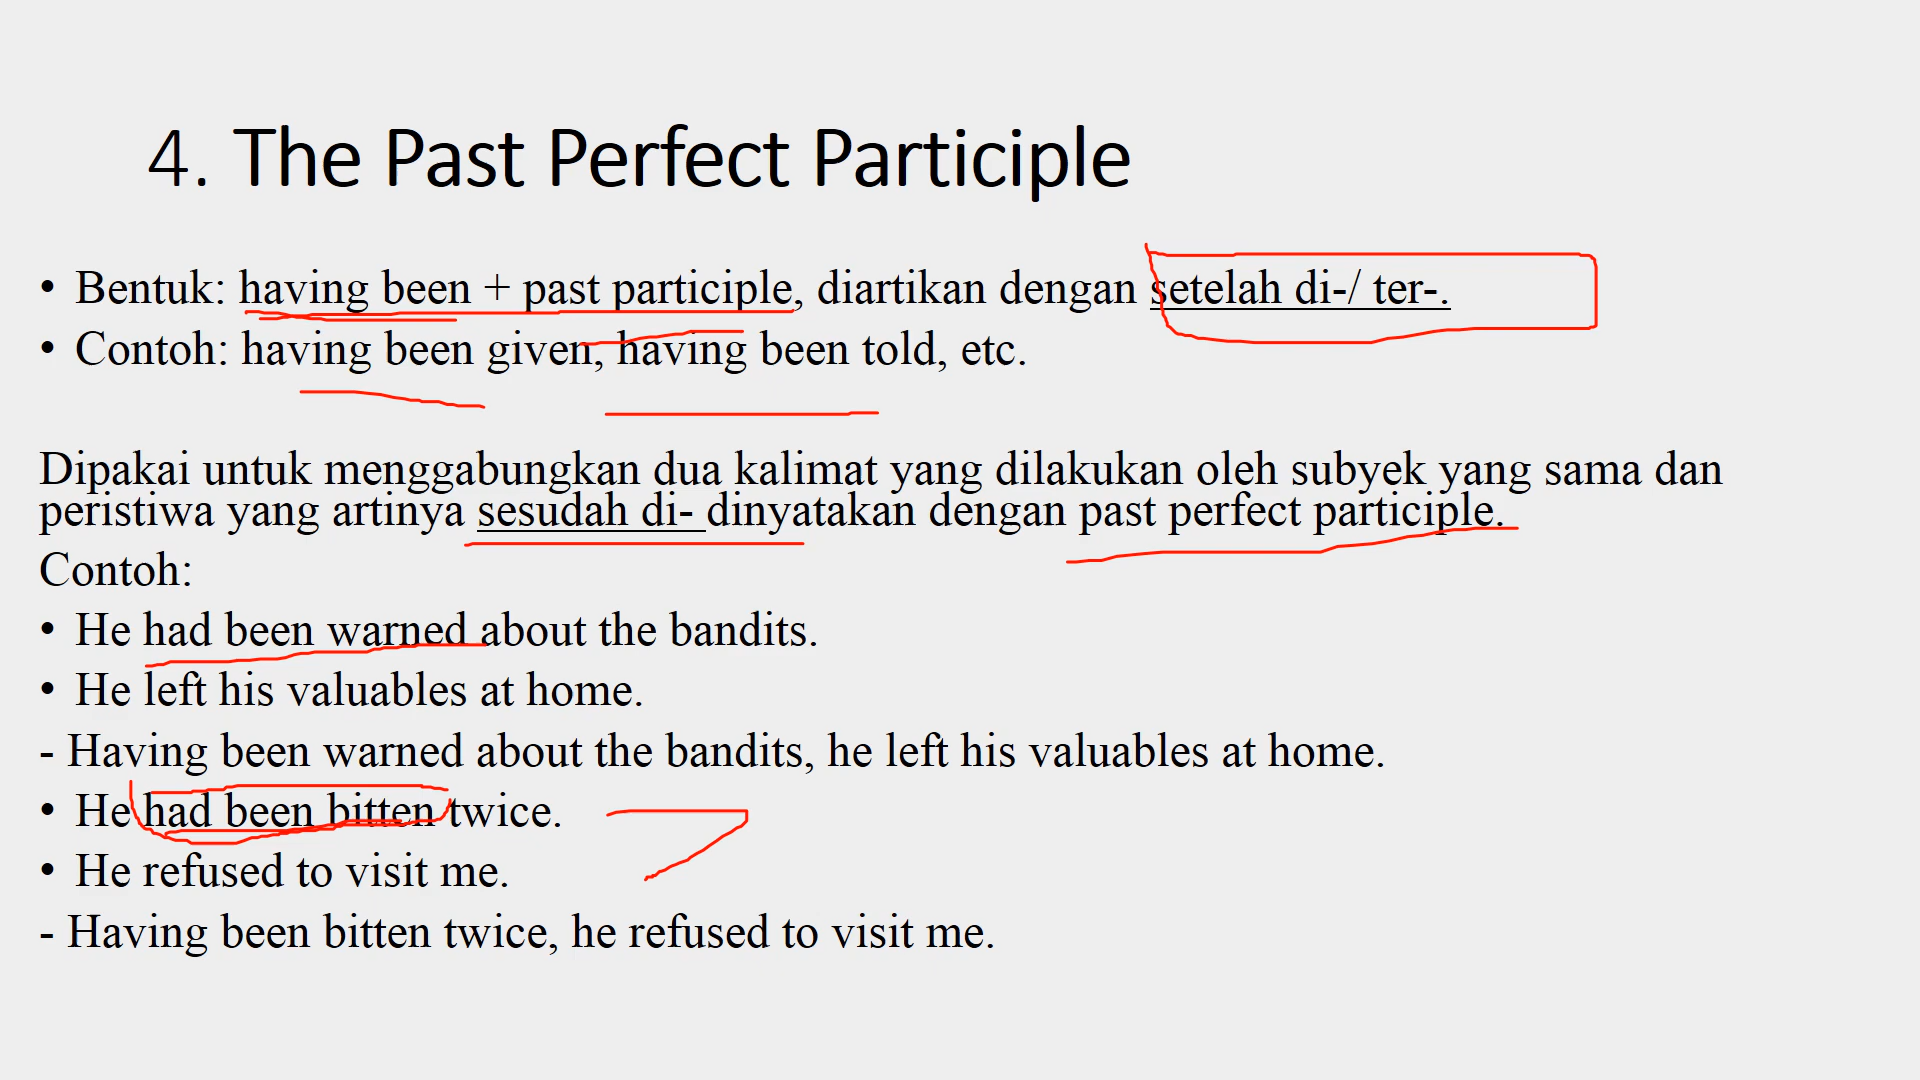 4. The Past Perfect Participle
• Bentuk: having been + past participle, diartikan dengan setelah di-/ ter-.
• Contoh: having been given, having been told, etc.
Dipakai untuk menggabungkan dua kalimat yang dilakukan oleh subyek yang sama dan
peristiwa yang artinya sesudah di- dinyatakan dengan past perfect participle.
Contoh:
• He had been warned about the bandits.
• He left his valuables at home.
- Having been warned about the bandits, he left his valuables at home.
• He had been bitten twice.
• He refused to visit me.
- Having been bitten twice, he refused to visit me.